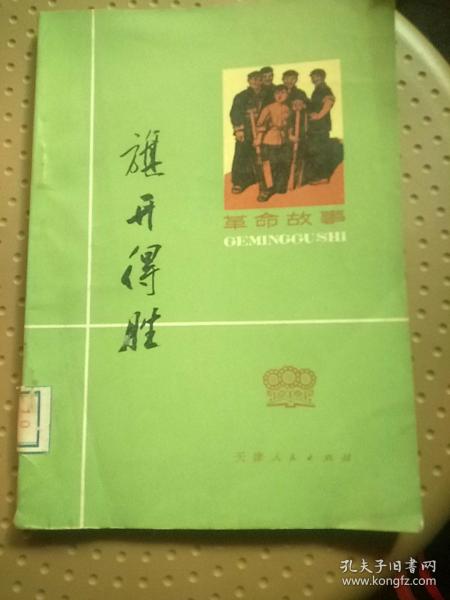 旗开得胜
革命故事
GEMINGGUSHI
天津人民出版社
孔夫子旧书网
www.kongfz.com